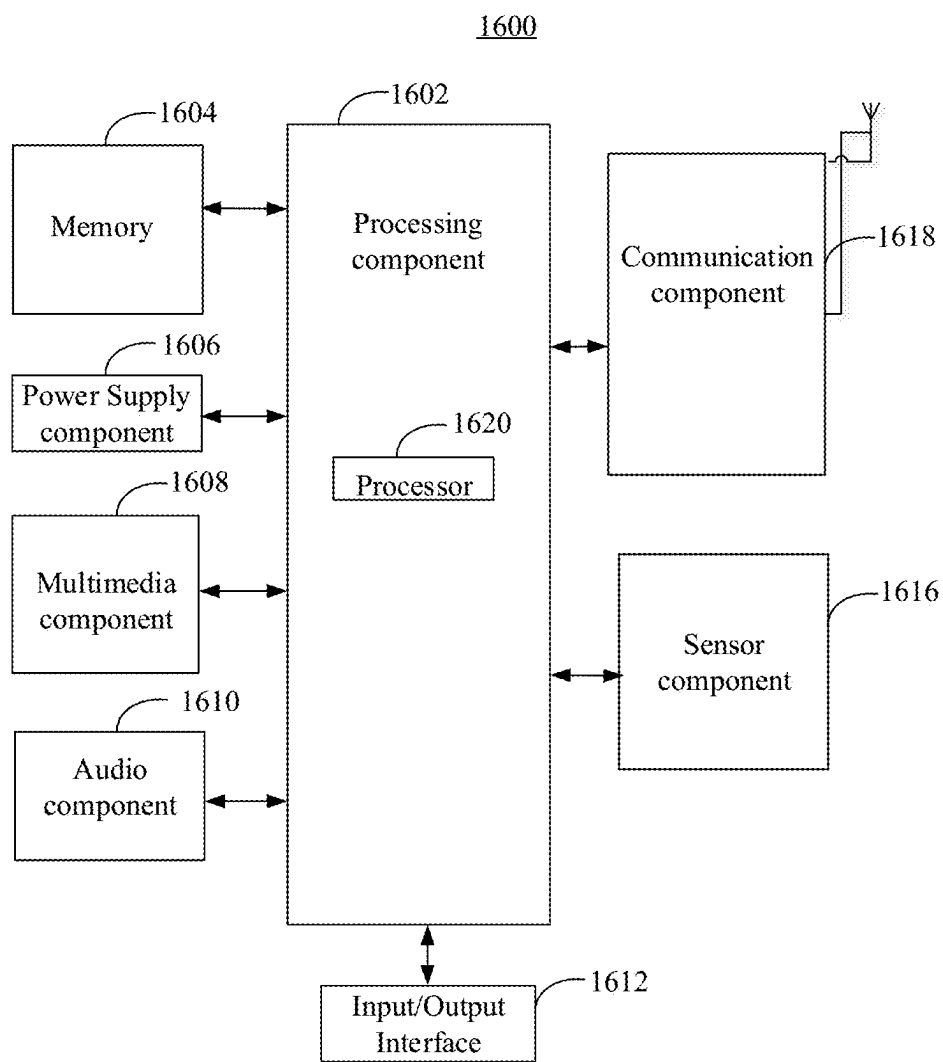 1600
1604
1602
Memory
Processing
component
Communication
component
1618
1606
Power Supply
component
1620
Processor
1608
Multimedia
component
1616
Sensor
component
1610
Audio
component
1612
Input/Output
Interface